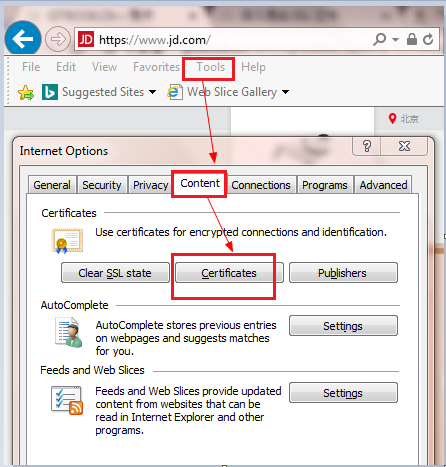 JD https://www.jd.com/
File Edit View Favorites Tools Help
Suggested Sites Web Slice Gallery
北京
Internet Options
General Security Privacy Content Connections Programs Advanced
Certificates
Use certificates for encrypted connections and identification.
Clear SSL state Certificates Publishers
AutoComplete
AutoComplete stores previous entries
on webpages and suggests matches
for you.
Settings
Feeds and Web Slices
Feeds and Web Slices provide updated
content from websites that can be
read in Internet Explorer and other
programs.
Settings